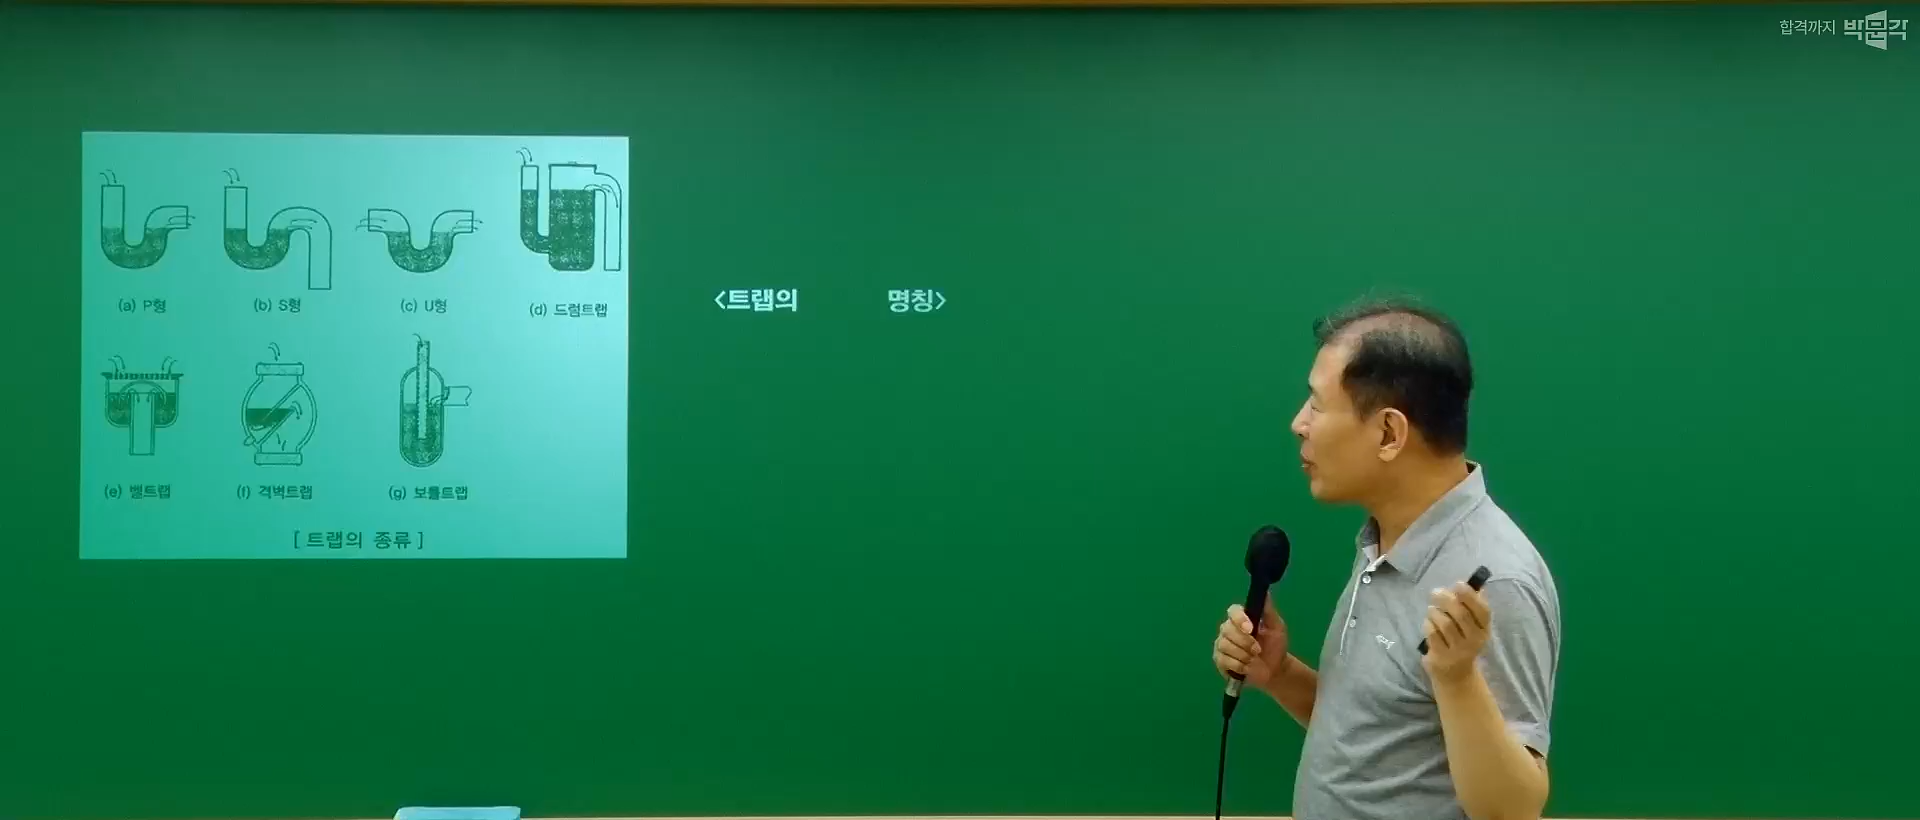 합격까지 박문각
(a) P형
(b) S형
(c) U형
(d) 드럼트랩
(e) 벨트랩
(f) 격벽트랩
(g) 보틀트랩
[ 트랩의 종류 ]
<트랩의 명칭>